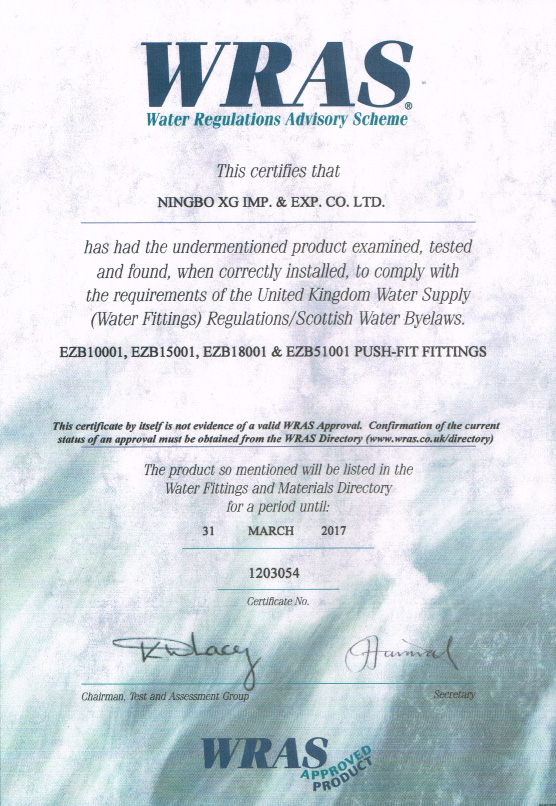 WRAS®
Water Regulations Advisory Scheme
This certifies that
NINGBO XG IMP. & EXP. CO. LTD.
has had the undermentioned product examined, tested
and found, when correctly installed, to comply with
the requirements of the United Kingdom Water Supply
(Water Fittings) Regulations/Scottish Water Byelaws.
EZB10001, EZB15001, EZB18001 & EZB51001 PUSH-FIT FITTINGS
This certificate by itself is not evidence of a valid WRAS Approval. Confirmation of the current
status of an approval must be obtained from the WRAS Directory (www.wras.co.uk/directory)
The product so mentioned will be listed in the
Water Fittings and Materials Directory
for a period until:
31 MARCH 2017
1203054
Certificate No.
Chairman, Test and Assessment Group
Secretary
WRAS
APPROVED
PRODUCT